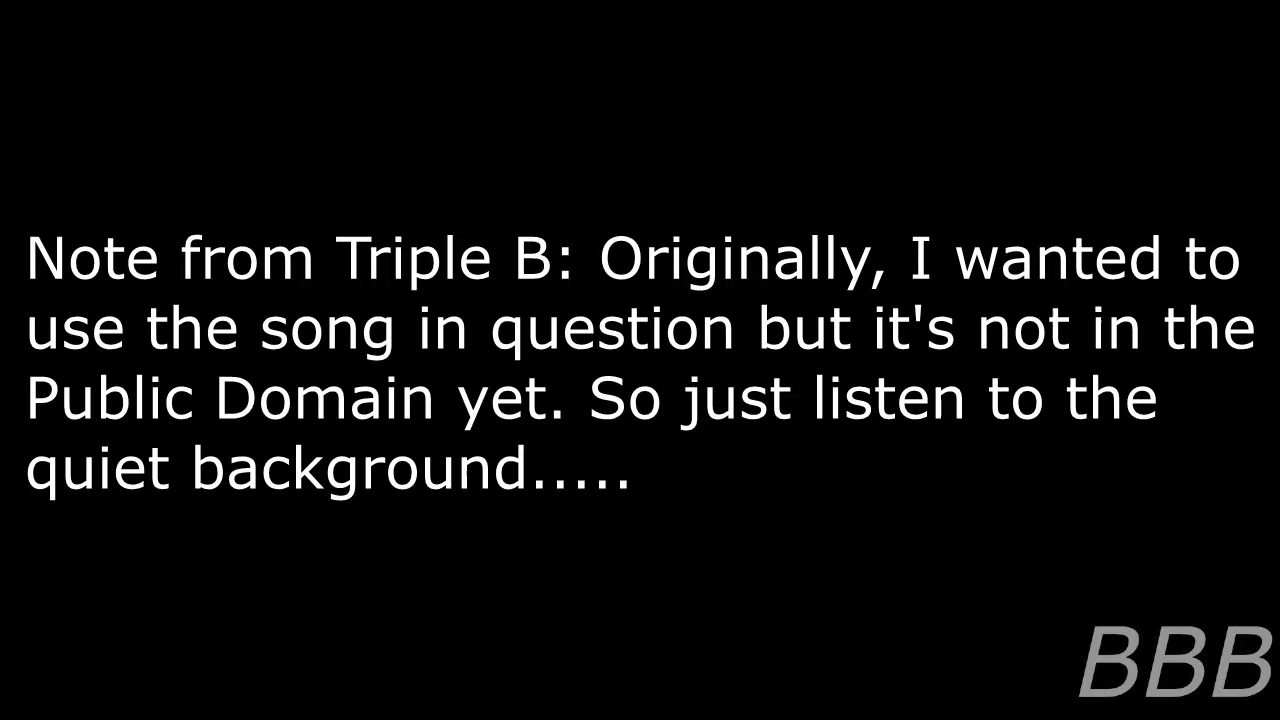 Note from Triple B: Originally, I wanted to
use the song in question but it's not in the
Public Domain yet. So just listen to the
quiet background.....
BBB